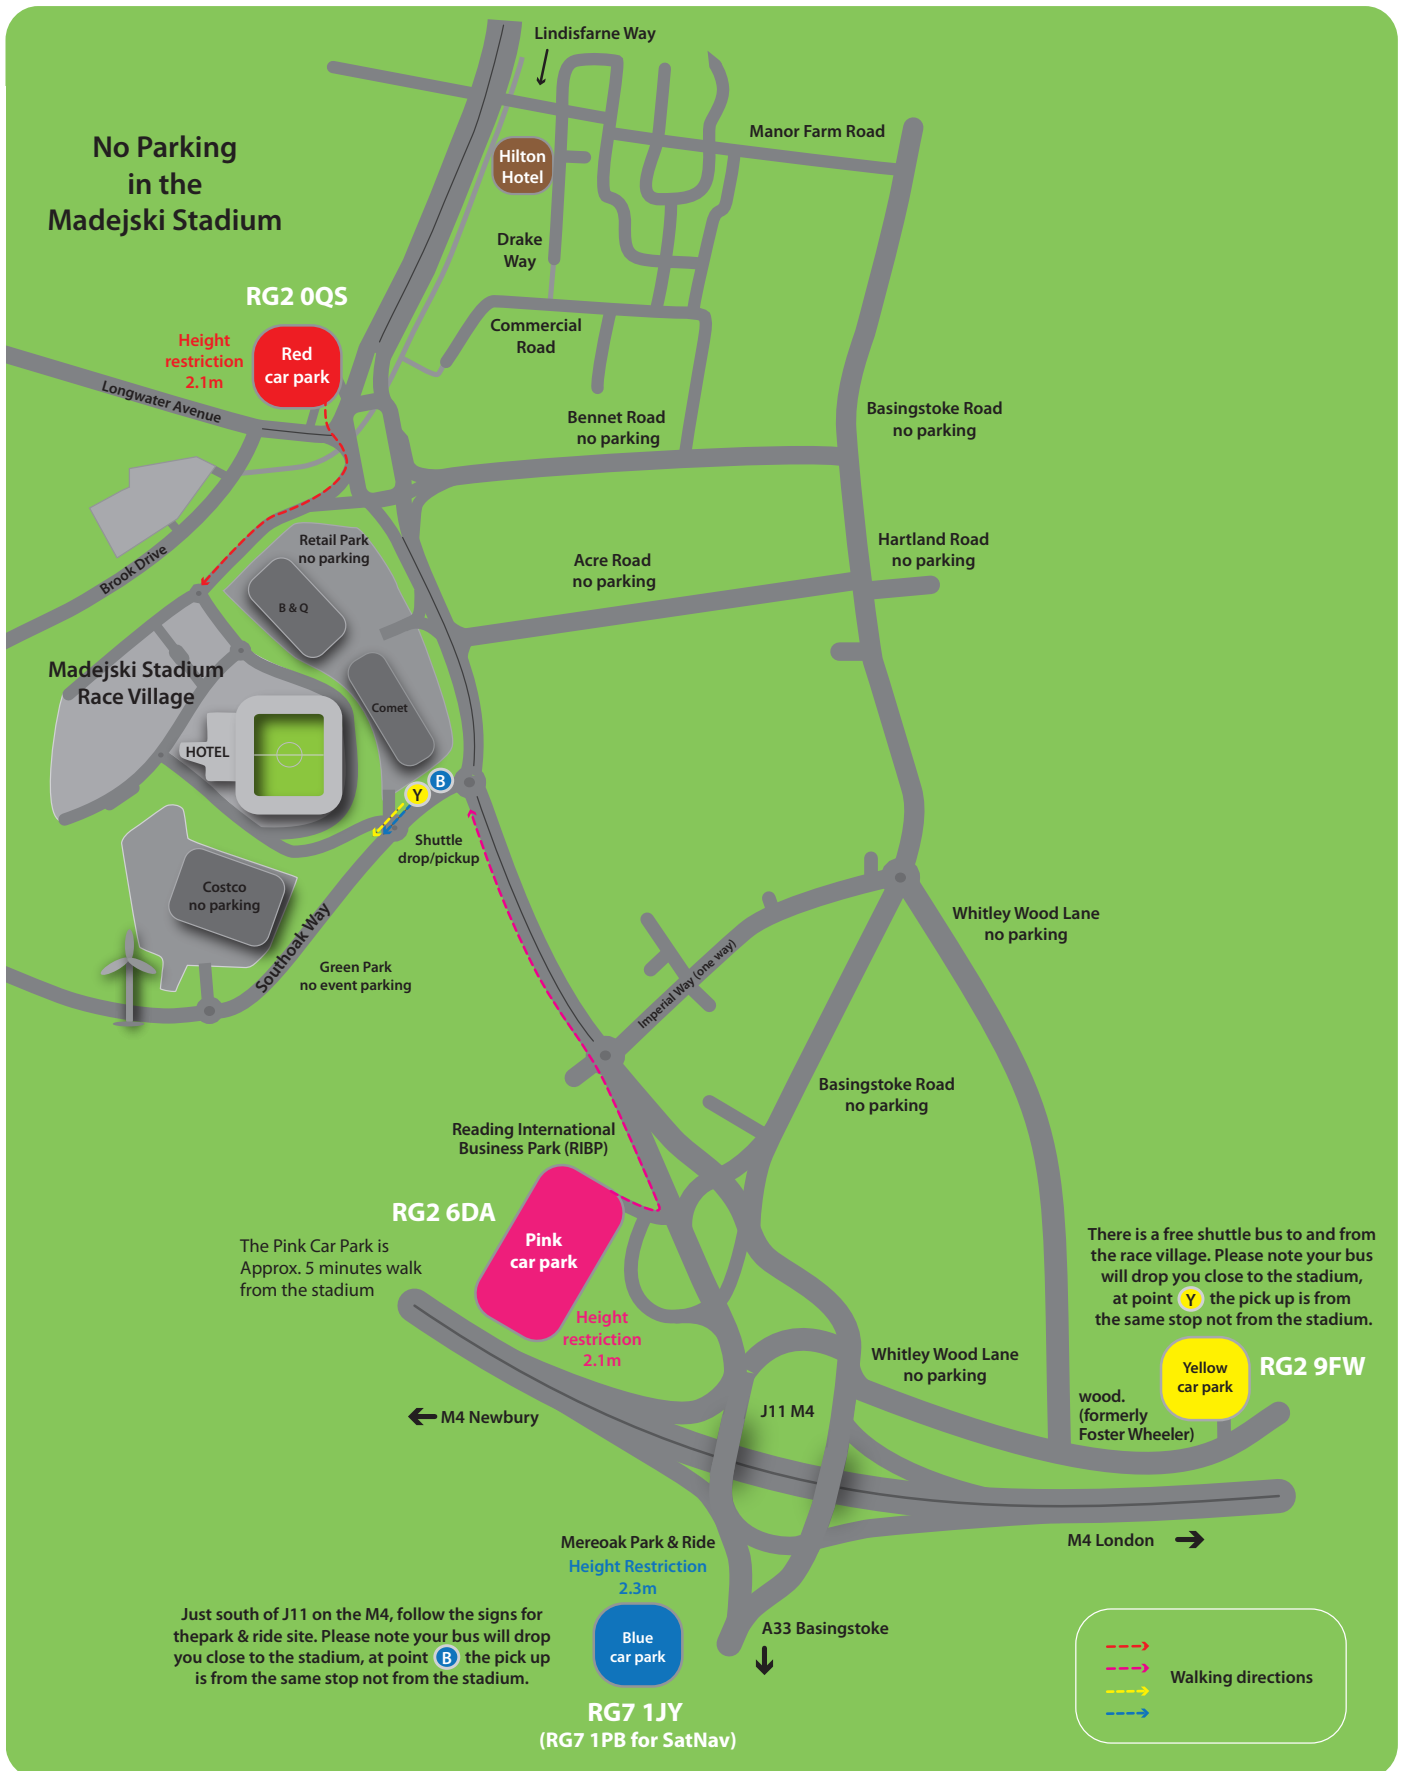 Lindisfarne Way
Manor Farm Road
No Parking
in the
Madejski Stadium
Hilton
Hotel
Drake
Way
RG2 0QS
Height
restriction
2.1m
Red
car park
Commercial
Road
Longwater Avenue
Bennet Road
no parking
Basingstoke Road
no parking
Retail Park
no parking
Hartland Road
no parking
Acre Road
no parking
Brook Drive
B & Q
Madejski Stadium
Race Village
Comet
HOTEL
B
Y
Shuttle
drop/pickup
Costco
no parking
Southoak Way
Green Park
no event parking
Whitley Wood Lane
no parking
Imperial Way (one way)
Basingstoke Road
no parking
Reading International
Business Park (RIBP)
RG2 6DA
The Pink Car Park is
Approx. 5 minutes walk
from the stadium
Pink
car park
Height
restriction
2.1m
There is a free shuttle bus to and from
the race village. Please note your bus
will drop you close to the stadium,
at point Y the pick up is from
the same stop not from the stadium.
Yellow
car park
RG2 9FW
Whitley Wood Lane
no parking
wood.
(formerly
Foster Wheeler)
M4 Newbury
J11 M4
M4 London
Mereoak Park & Ride
Height Restriction
2.3m
Just south of J11 on the M4, follow the signs for
thepark & ride site. Please note your bus will drop
you close to the stadium, at point B the pick up
is from the same stop not from the stadium.
Blue
car park
A33 Basingstoke
RG7 1JY
(RG7 1PB for SatNav)
Walking directions